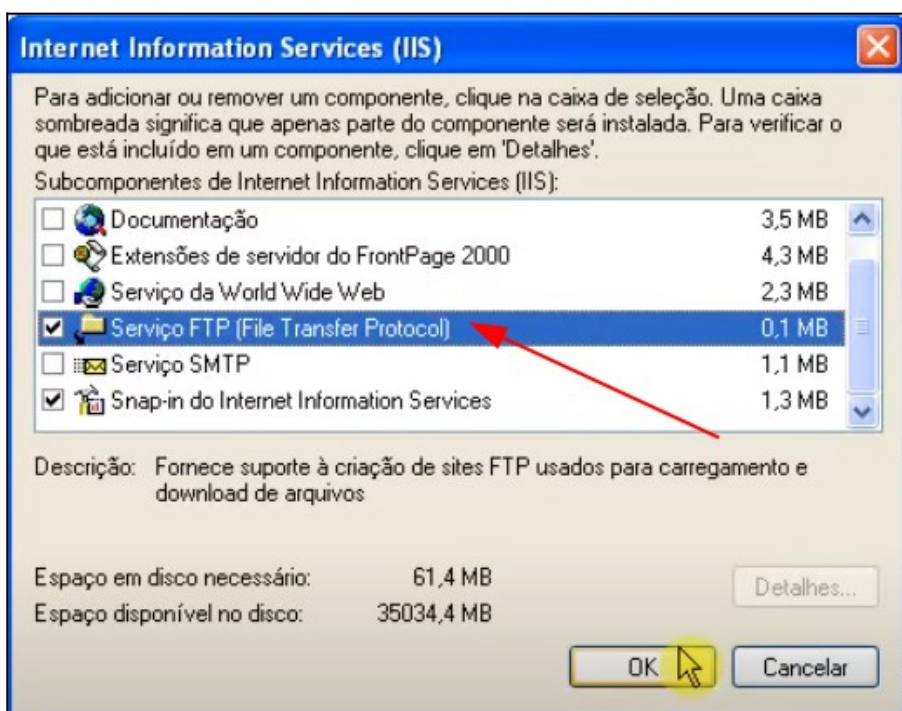 Internet Information Services (IIS)
Para adicionar ou remover um componente, clique na caixa de seleção. Uma caixa
sombreada significa que apenas parte do componente será instalada. Para verificar o
que está incluído em um componente, clique em 'Detalhes'.
Subcomponentes de Internet Information Services (IIS):
Documentação 3,5 MB
Extensões de servidor do FrontPage 2000 4,3 MB
Serviço da World Wide Web 2,3 MB
Serviço FTP (File Transfer Protocol) 0,1 MB
Serviço SMTP 1,1 MB
Snap-in do Internet Information Services 1,3 MB
Descrição: Fornece suporte à criação de sites FTP usados para carregamento e
download de arquivos
Espaço em disco necessário: 61,4 MB
Detalhes...
Espaço disponível no disco: 35034,4 MB
OK Cancelar